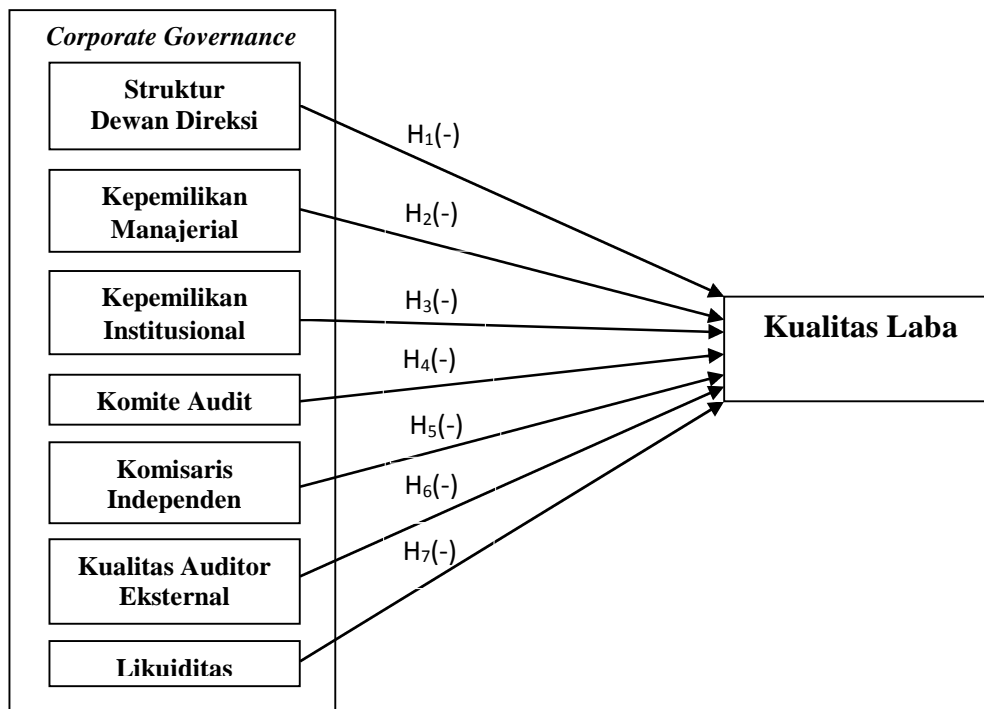 Corporate Governance
Struktur
Dewan Direksi
H₁(-)
Kepemilikan
Manajerial
H₂(-)
Kepemilikan
Institusional
H₃(-)
Kualitas Laba
Komite Audit
H₄(-)
Komisaris
Independen
H₅(-)
Kualitas Auditor
Eksternal
H₆(-)
Likuiditas
H₇(-)